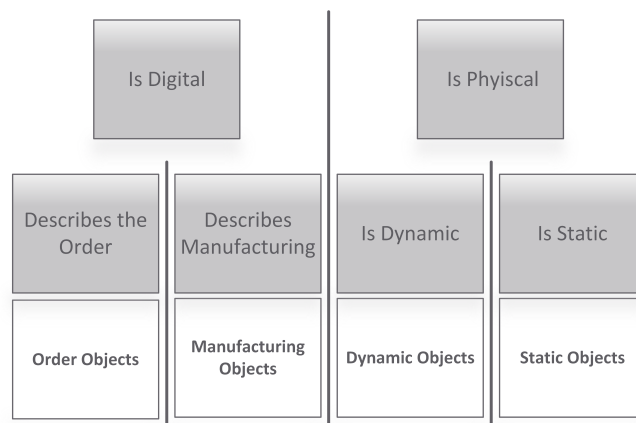 Is Digital
Is Phyiscal
Describes the
Order
Describes
Manufacturing
Is Dynamic
Is Static
Order Objects
Manufacturing
Objects
Dynamic Objects
Static Objects